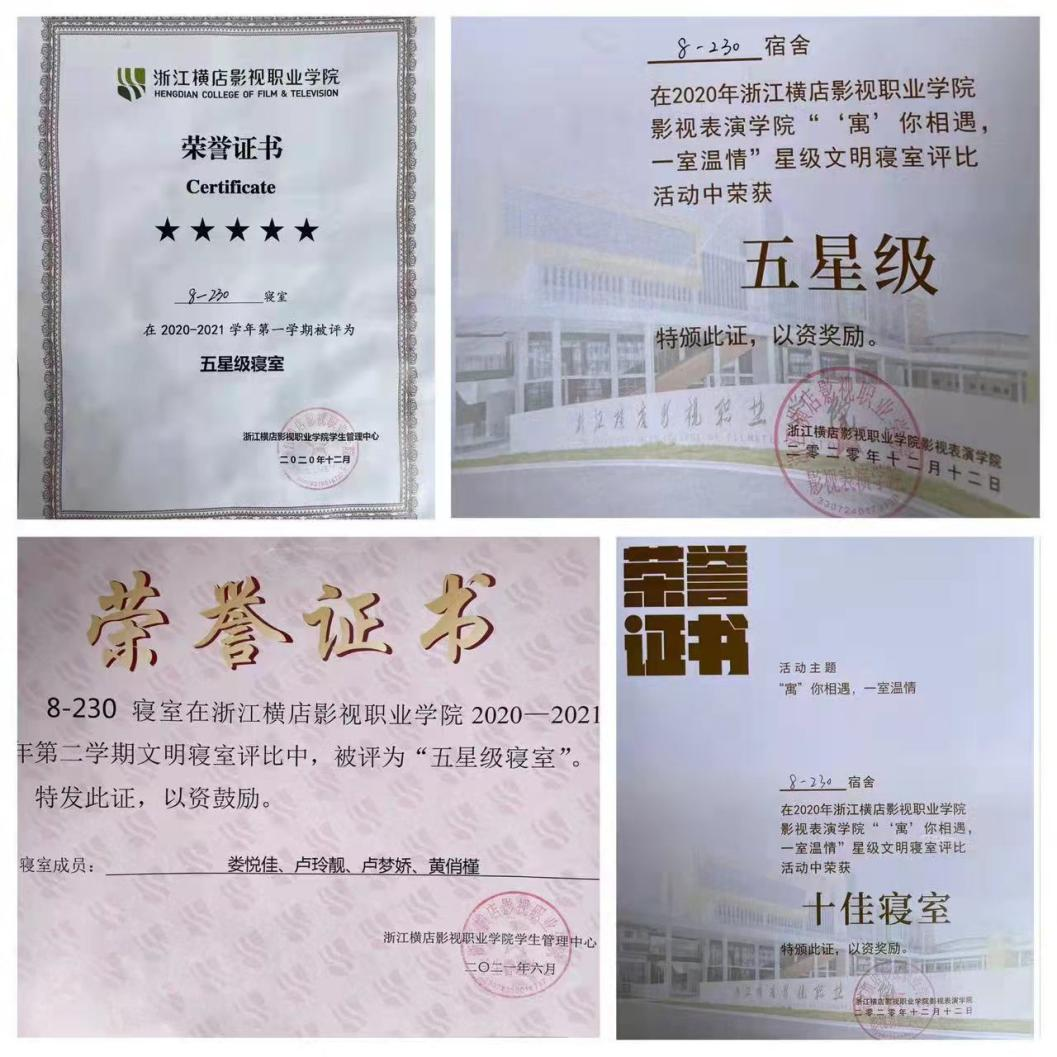 浙江横店影视职业学院
HENGDIAN COLLEGE OF FILM & TELEVISION
荣誉证书
Certificate
★★★★★
8-230 寝室
在 2020-2021 学年第一学期被评为
五星级寝室
浙江横店影视职业学院学生管理中心
二〇二〇年十二月
8-230 宿舍
在2020年浙江横店影视职业学院
影视表演学院“‘寓’你相遇，
一室温情”星级文明寝室评比
活动中荣获
五星级
特颁此证，以资奖励。
浙江横店影视职业学院影视表演学院
二零二零年十二月十二日
影视表演学院
荣誉证书
8-230 寝室在浙江横店影视职业学院 2020—2021
年第二学期文明寝室评比中，被评为“五星级寝室”。
特发此证，以资鼓励。
寝室成员：娄悦佳、卢玲靓、卢梦娇、黄俏槿
浙江横店影视职业学院学生管理中心
二〇二一年六月
荣誉
证书
活动主题
“寓”你相遇，一室温情
8-230 宿舍
在2020年浙江横店影视职业学院
影视表演学院“‘寓’你相遇，
一室温情”星级文明寝室评比
活动中荣获
十佳寝室
特颁此证，以资奖励。
浙江横店影视职业学院影视表演学院
二零二零年十二月十二日